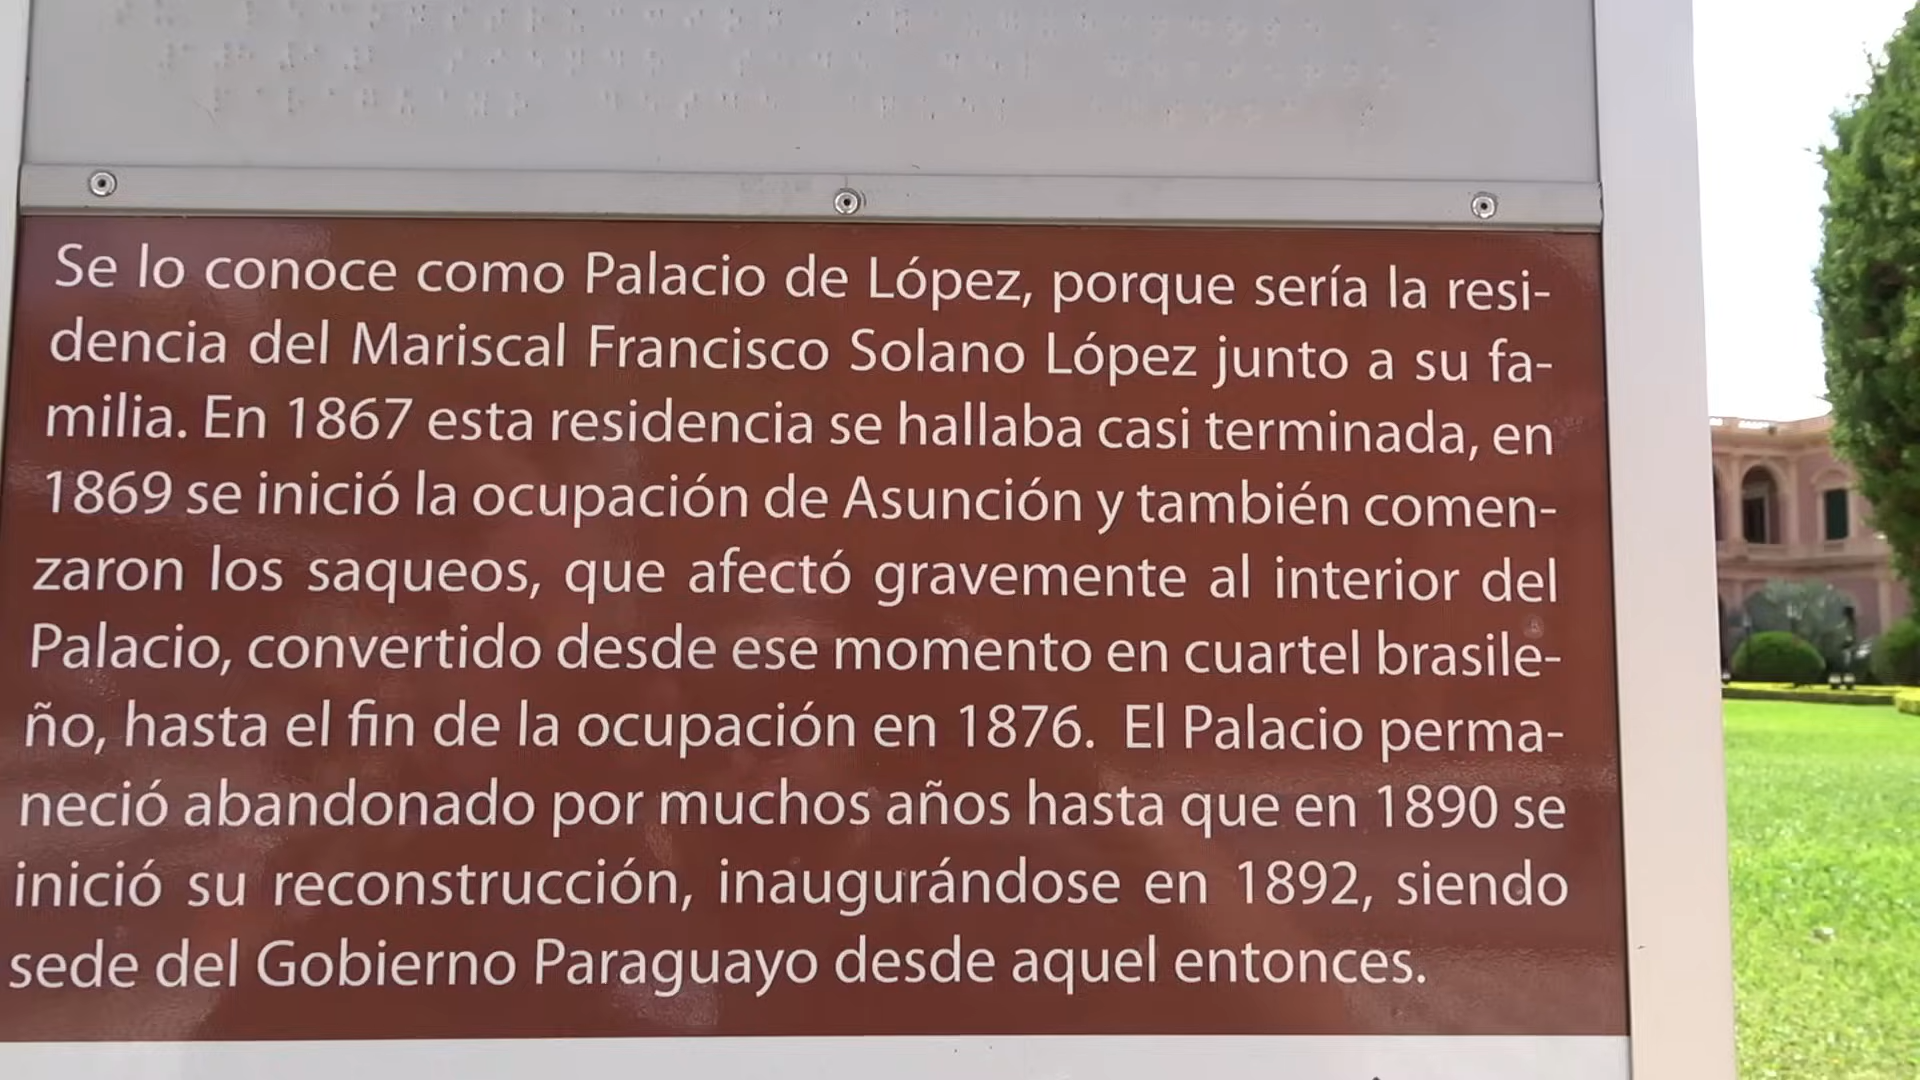 Se lo conoce como Palacio de López, porque sería la resi-
dencia del Mariscal Francisco Solano López junto a su fa-
milia. En 1867 esta residencia se hallaba casi terminada, en
1869 se inició la ocupación de Asunción y también comen-
zaron los saqueos, que afectó gravemente al interior del
Palacio, convertido desde ese momento en cuartel brasile-
ño, hasta el fin de la ocupación en 1876. El Palacio perma-
neció abandonado por muchos años hasta que en 1890 se
inició su reconstrucción, inaugurándose en 1892, siendo
sede del Gobierno Paraguayo desde aquel entonces.